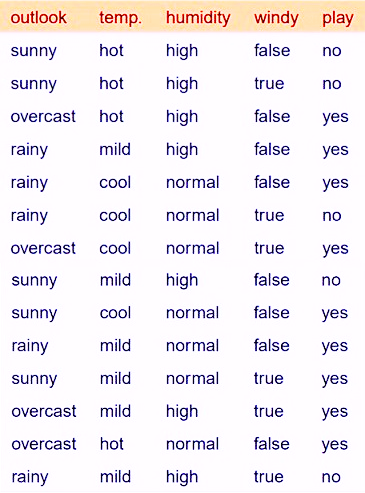 outlook temp. humidity windy play
sunny hot high false no
sunny hot high true no
overcast hot high false yes
rainy mild high false yes
rainy cool normal false yes
rainy cool normal true no
overcast cool normal true yes
sunny mild high false no
sunny cool normal false yes
rainy mild normal false yes
sunny mild normal true yes
overcast mild high true yes
overcast hot normal false yes
rainy mild high true no